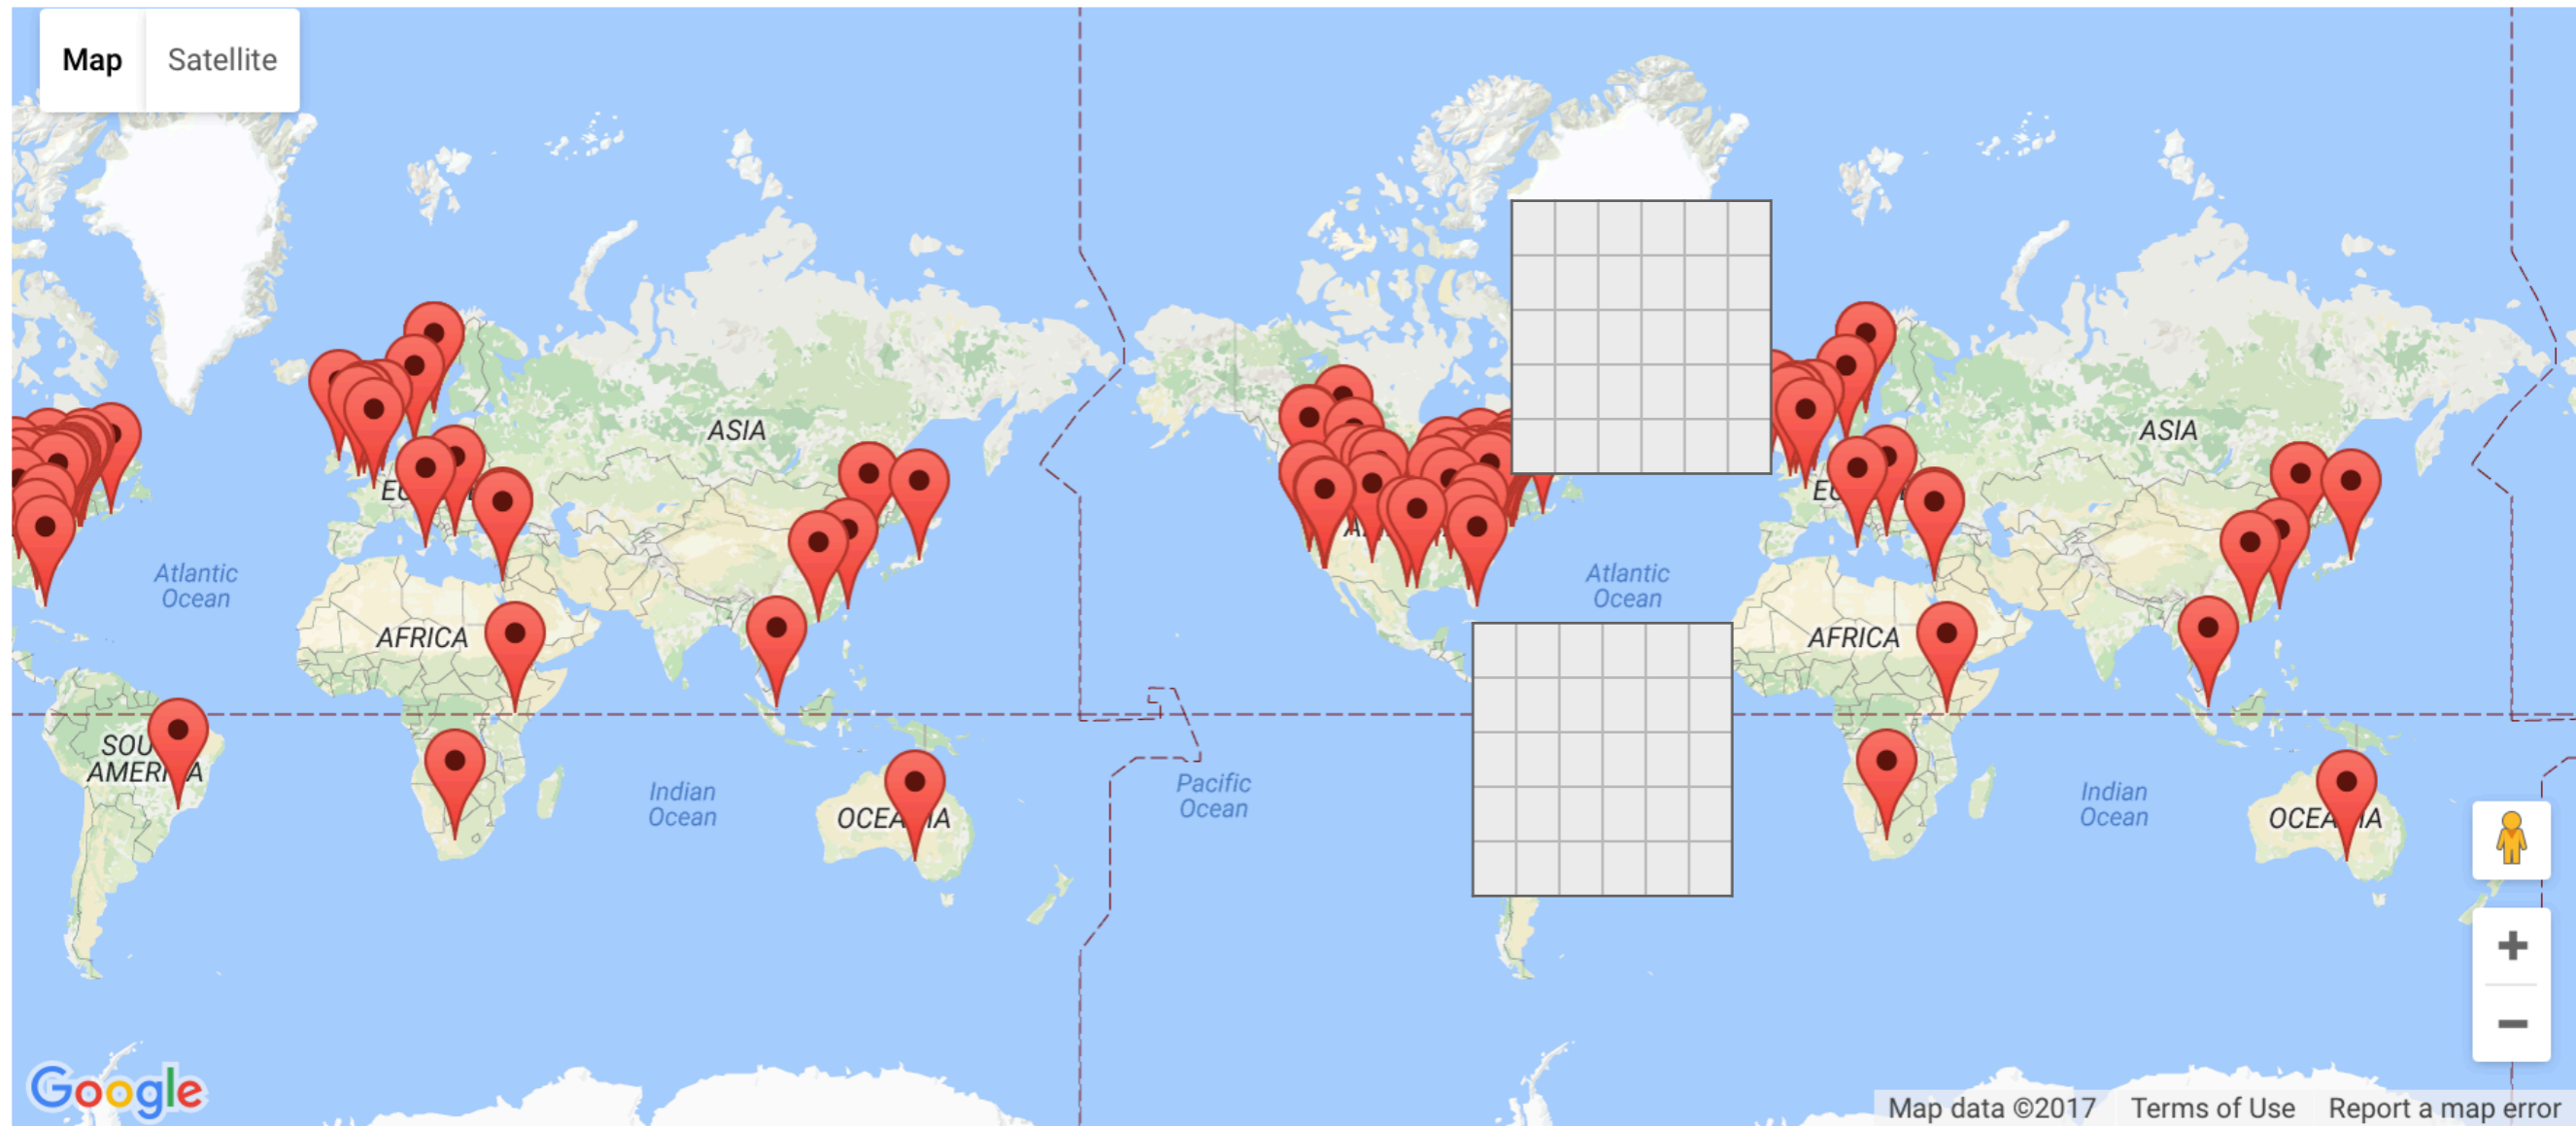 Map Satellite
ASIA
ASIA
Atlantic
Ocean
Atlantic
Ocean
AFRICA
AFRICA
Indian
Ocean
Pacific
Ocean
Indian
Ocean
Google
Map data ©2017 Terms of Use Report a map error